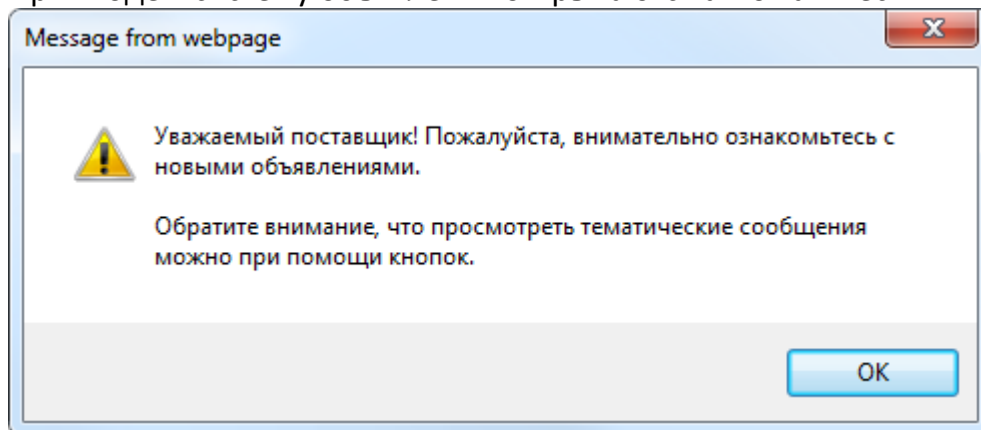 Message from webpage
Уважаемый поставщик! Пожалуйста, внимательно ознакомьтесь с
новыми объявлениями.
Обратите внимание, что просмотреть тематические сообщения
можно при помощи кнопок.
OK